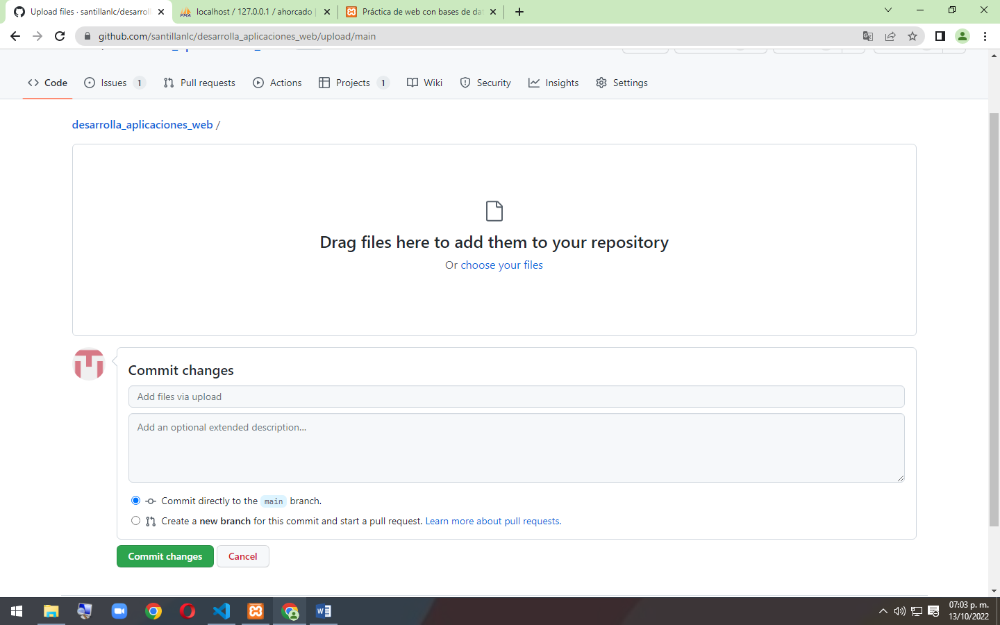 Upload files · santillanlc/desarroll
localhost / 127.0.0.1 / ahorcado |
Práctica de web con bases de dat
github.com/santillanlc/desarrolla_aplicaciones_web/upload/main
Code
Issues 1
Pull requests
Actions
Projects 1
Wiki
Security
Insights
Settings
desarrolla_aplicaciones_web /
Drag files here to add them to your repository
Or choose your files
Commit changes
Add files via upload
Add an optional extended description...
Commit directly to the main branch.
Create a new branch for this commit and start a pull request. Learn more about pull requests.
Commit changes
Cancel
07:03 p. m.
13/10/2022